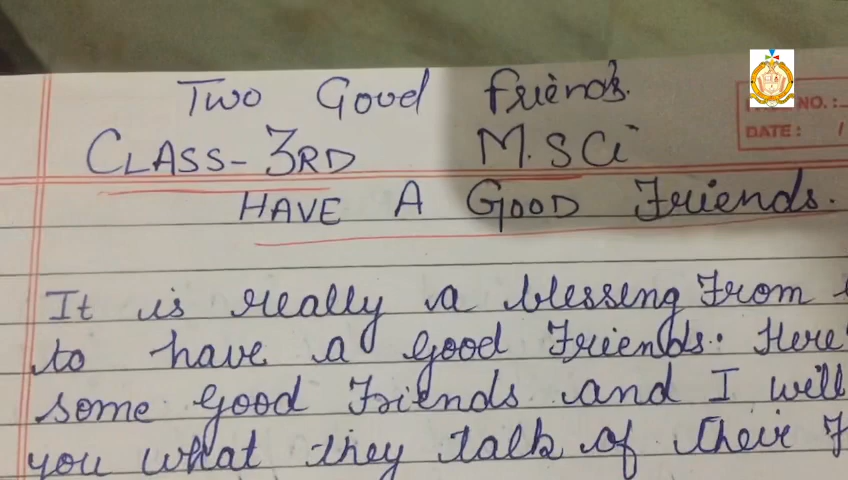 Two Good friends.
NO.:
DATE:
CLASS-3RD M.SCi
HAVE A GOOD Friends.
It is really a blessing From
to have a good Friends. Here
some good Friends and I will
you what they talk of their F